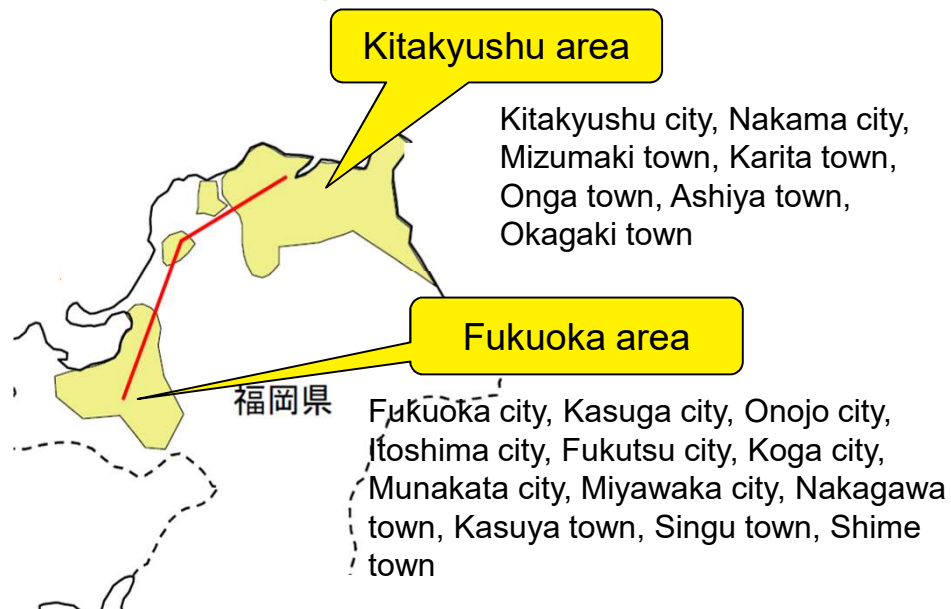 Kitakyushu area
Kitakyushu city, Nakama city,
Mizumaki town, Karita town,
Onga town, Ashiya town,
Okagaki town
Fukuoka area
福岡県
Fukuoka city, Kasuga city, Onojo city,
Itoshima city, Fukutsu city, Koga city,
Munakata city, Miyawaka city, Nakagawa
town, Kasuya town, Singu town, Shime
town